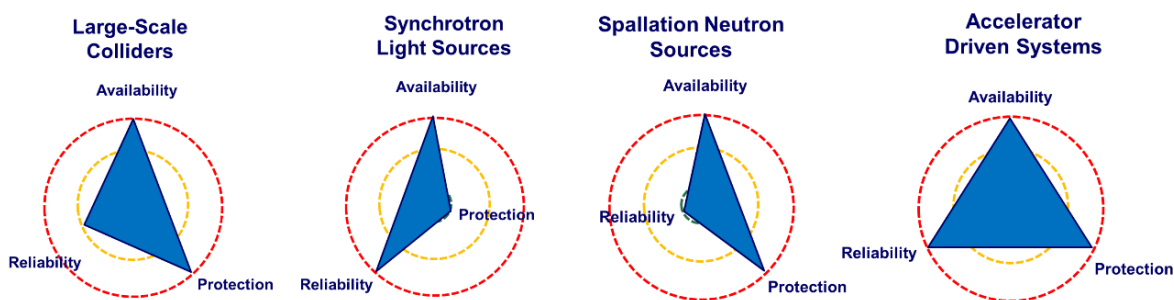 Large-Scale
Colliders
Availability
Reliability
Protection
Synchrotron
Light Sources
Availability
Protection
Reliability
Spallation Neutron
Sources
Availability
Reliability
Protection
Accelerator
Driven Systems
Availability
Reliability
Protection